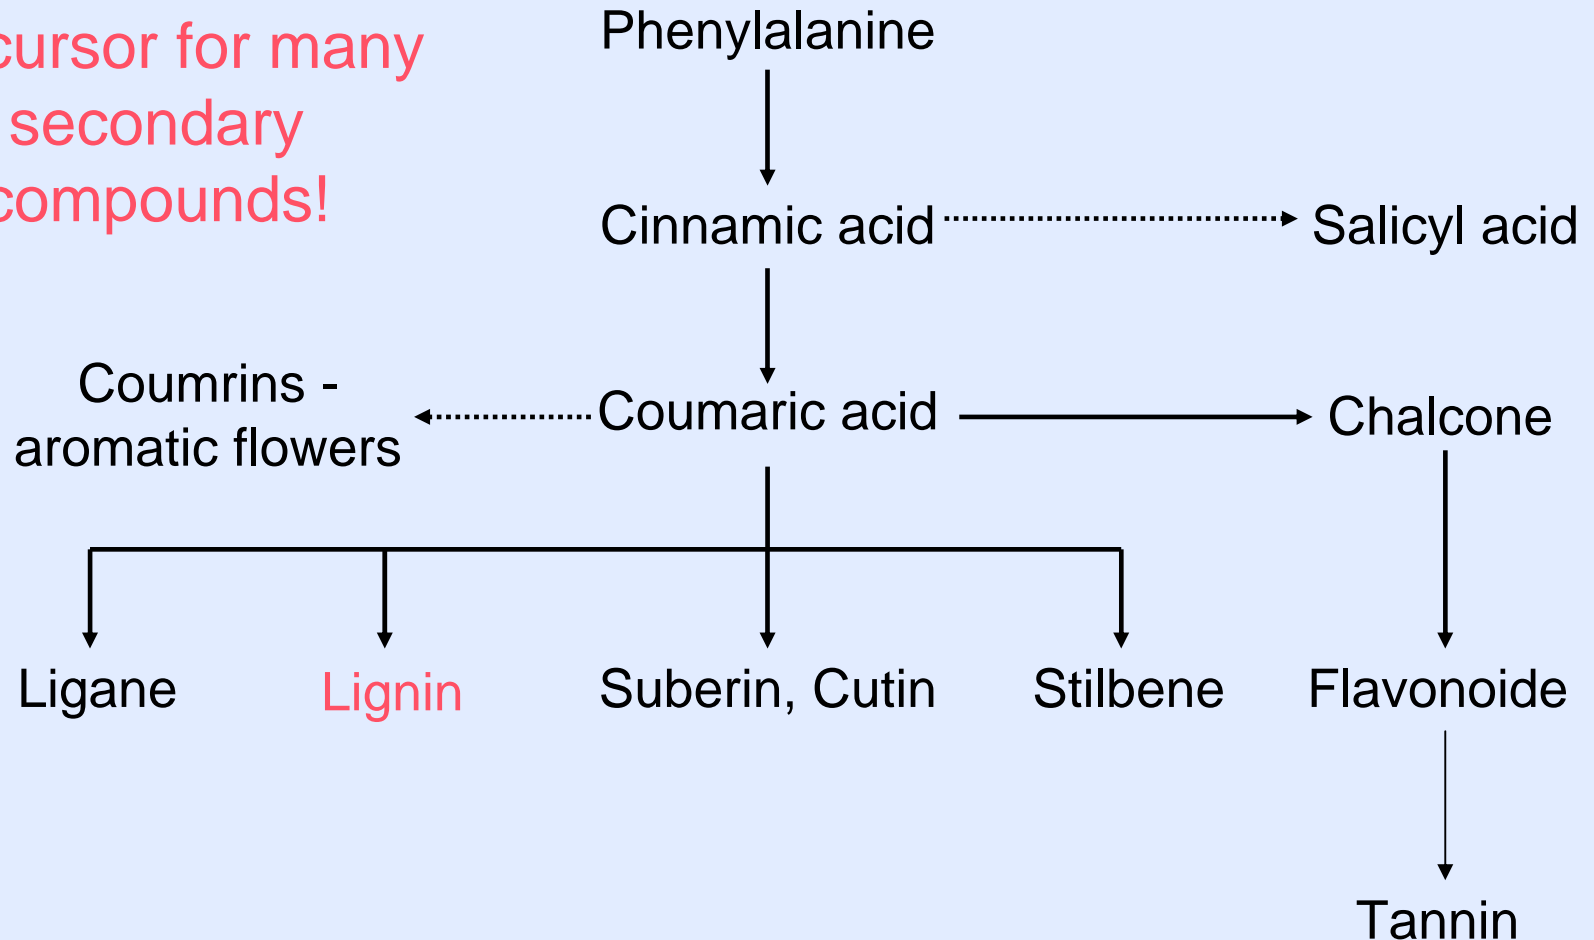 cursor for many
secondary
compounds!
Phenylalanine
Cinnamic acid
Salicyl acid
Coumrins -
aromatic flowers
Coumaric acid
Chalcone
Ligane
Lignin
Suberin, Cutin
Stilbene
Flavonoide
Tannin